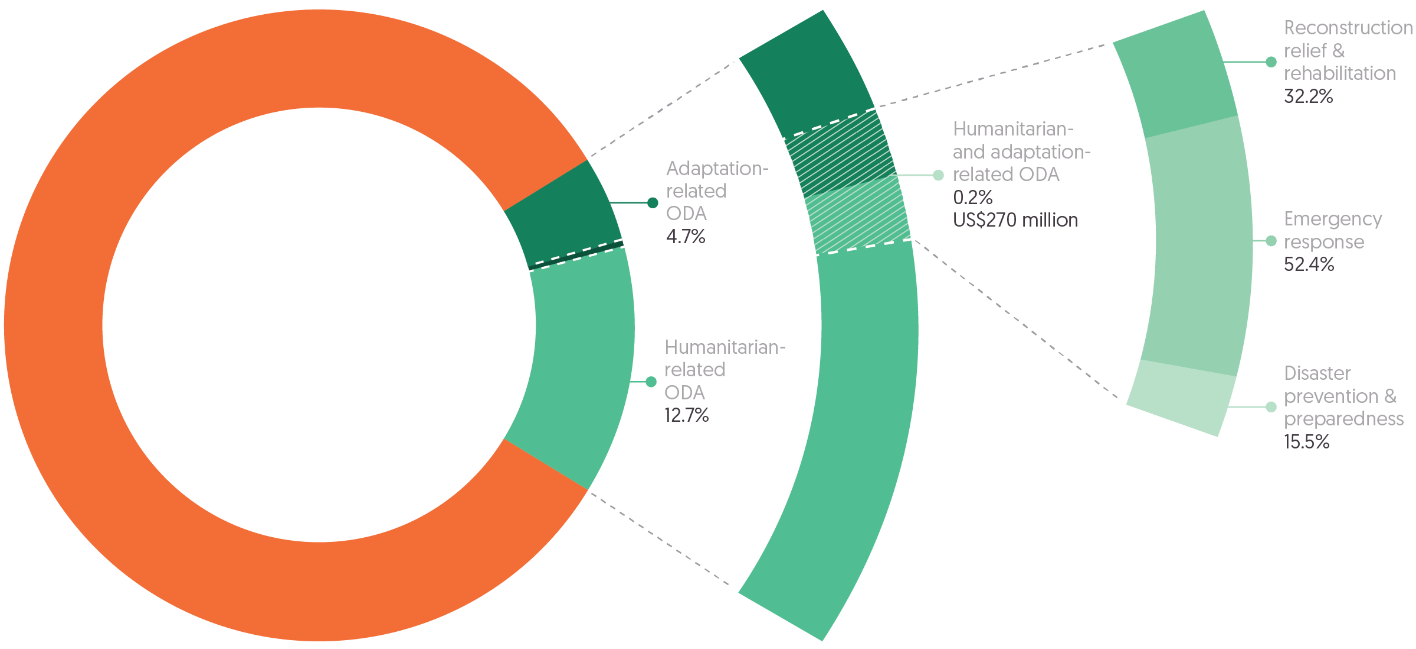 Adaptation-
related
ODA
4.7%
Humanitarian-
related
ODA
12.7%
Humanitarian-
and adaptation-
related ODA
0.2%
US$270 million
Reconstruction
relief &
rehabilitation
32.2%
Emergency
response
52.4%
Disaster
prevention &
preparedness
15.5%